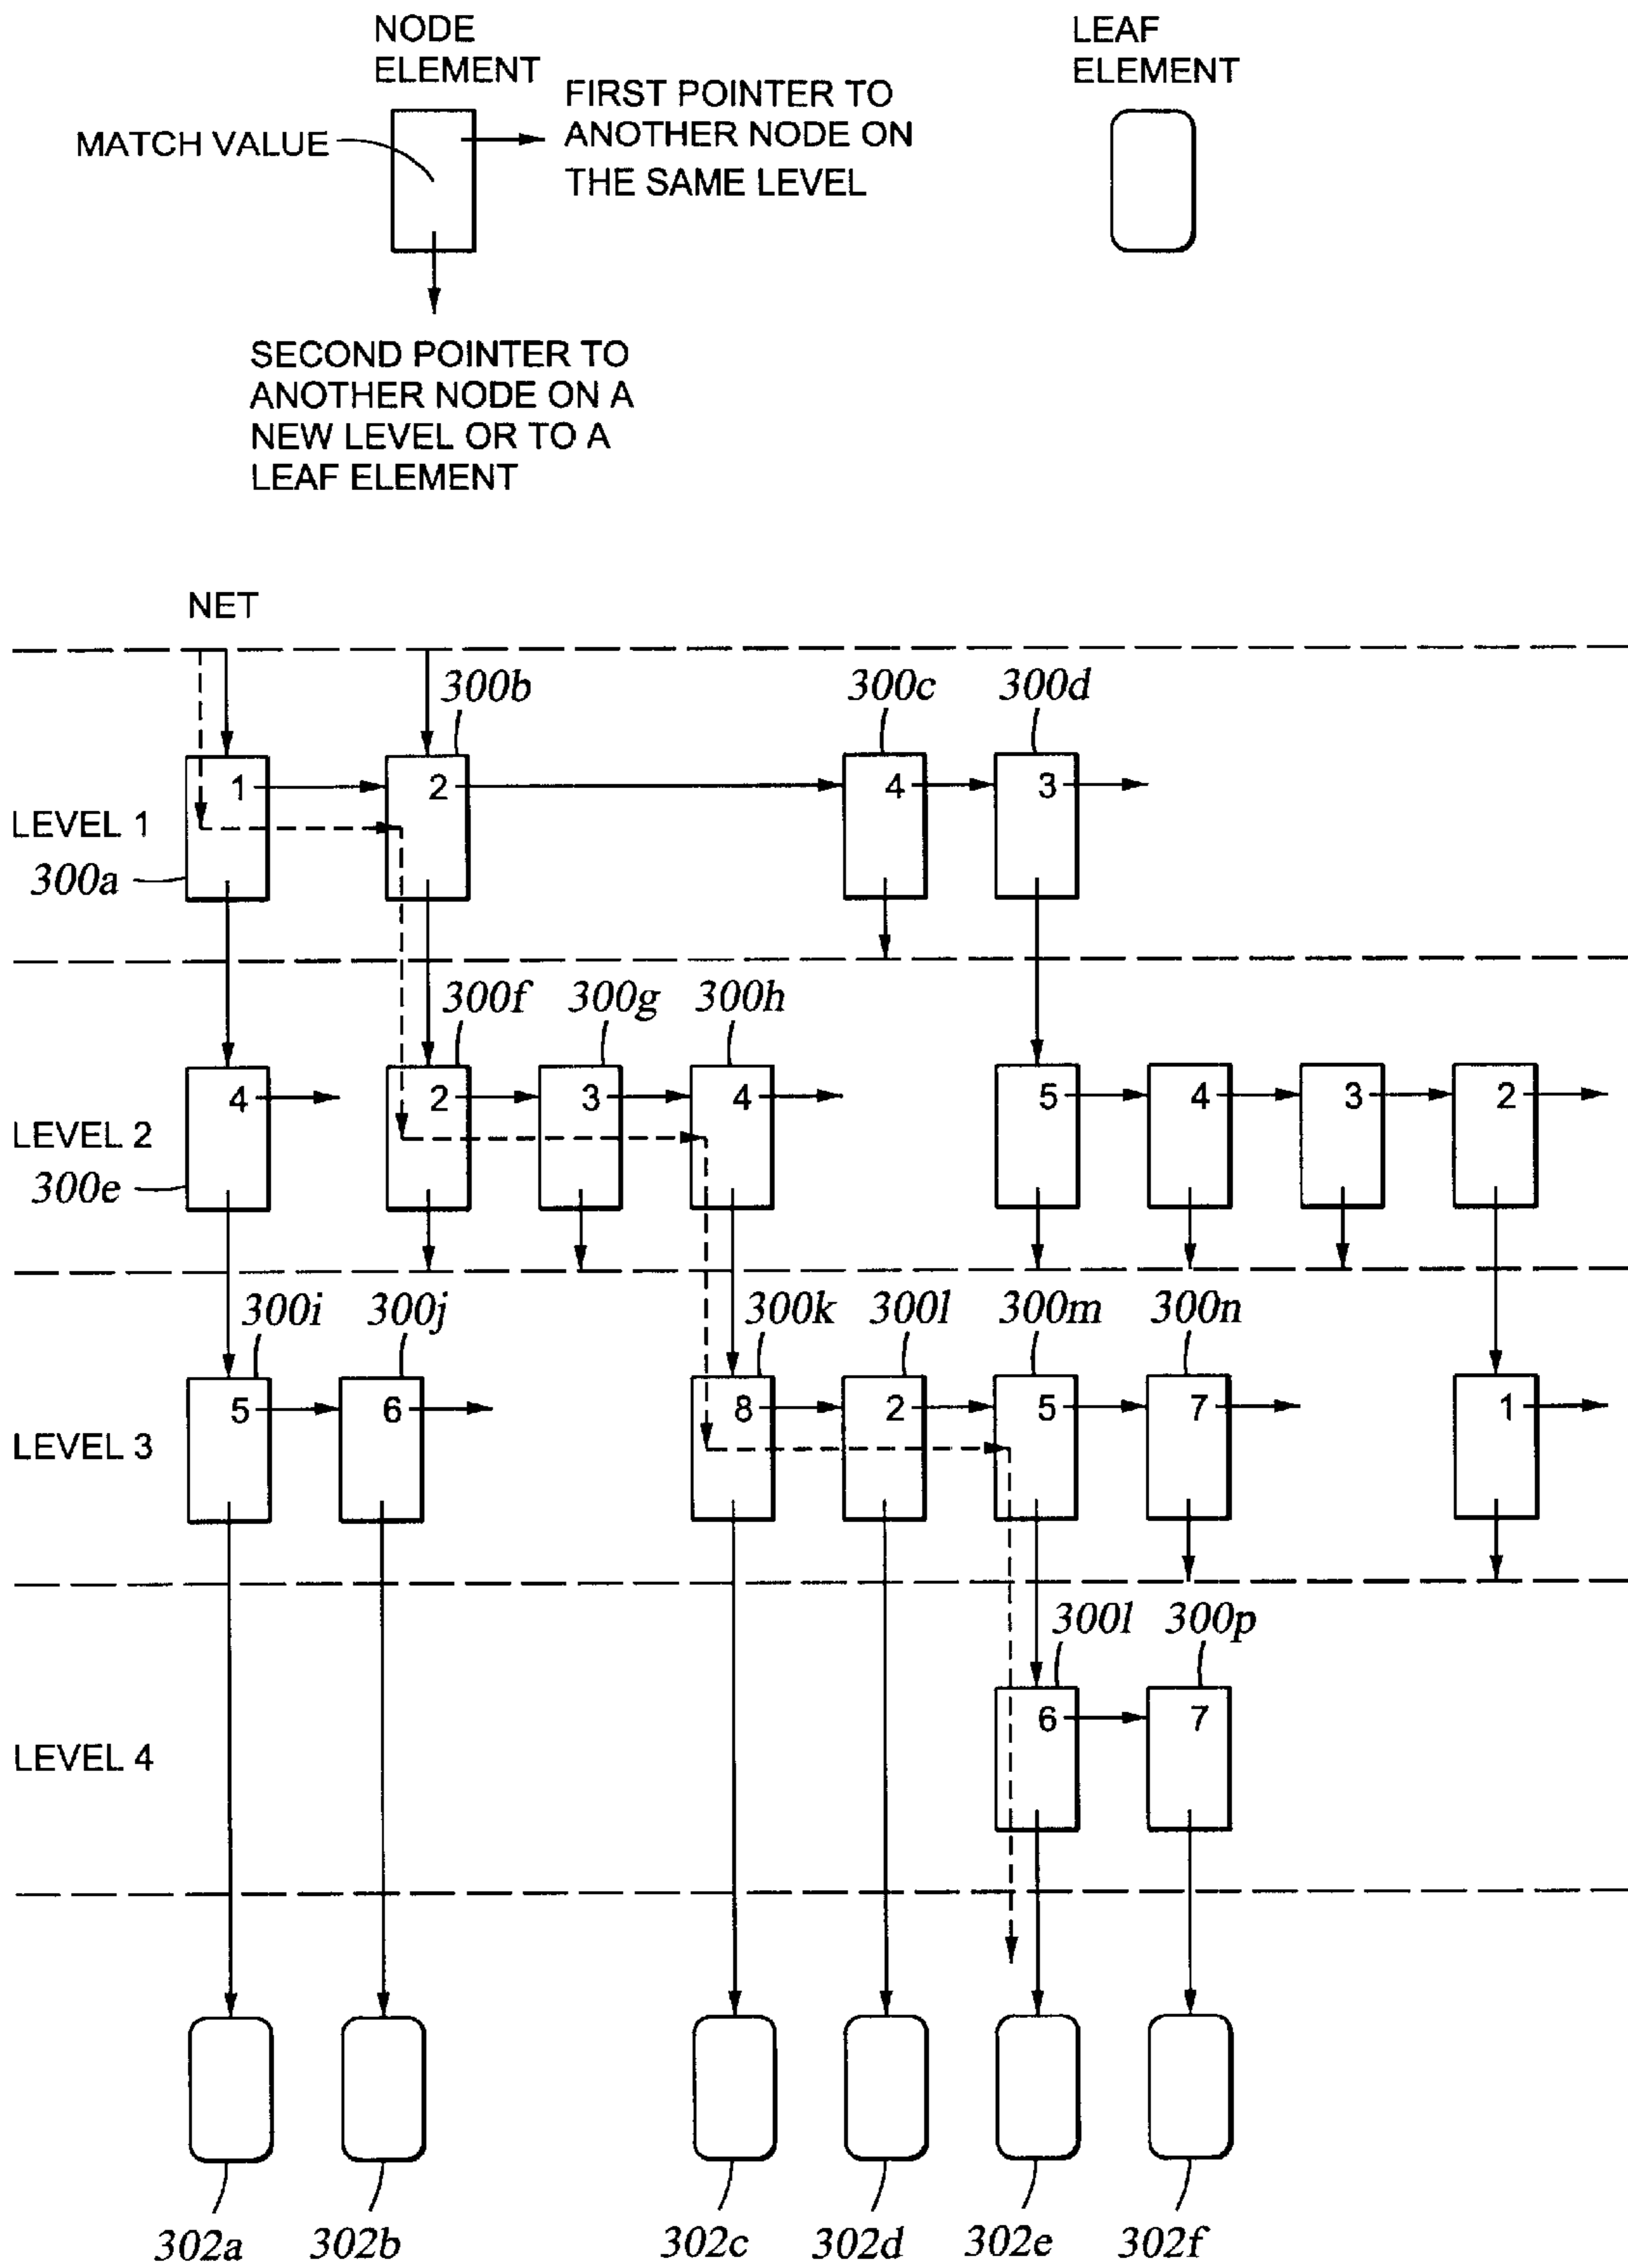 NODE
ELEMENT
LEAF
ELEMENT
MATCH VALUE
FIRST POINTER TO
ANOTHER NODE ON
THE SAME LEVEL
SECOND POINTER TO
ANOTHER NODE ON A
NEW LEVEL OR TO A
LEAF ELEMENT
NET
300b 300c 300d
1 2 4 3
LEVEL 1
300a
300f 300g 300h
4 2 3 4 5 4 3 2
LEVEL 2
300e
300i 300j 300k 300l 300m 300n
5 6 8 2 5 7 1
LEVEL 3
300l 300p
6 7
LEVEL 4
302a 302b 302c 302d 302e 302f